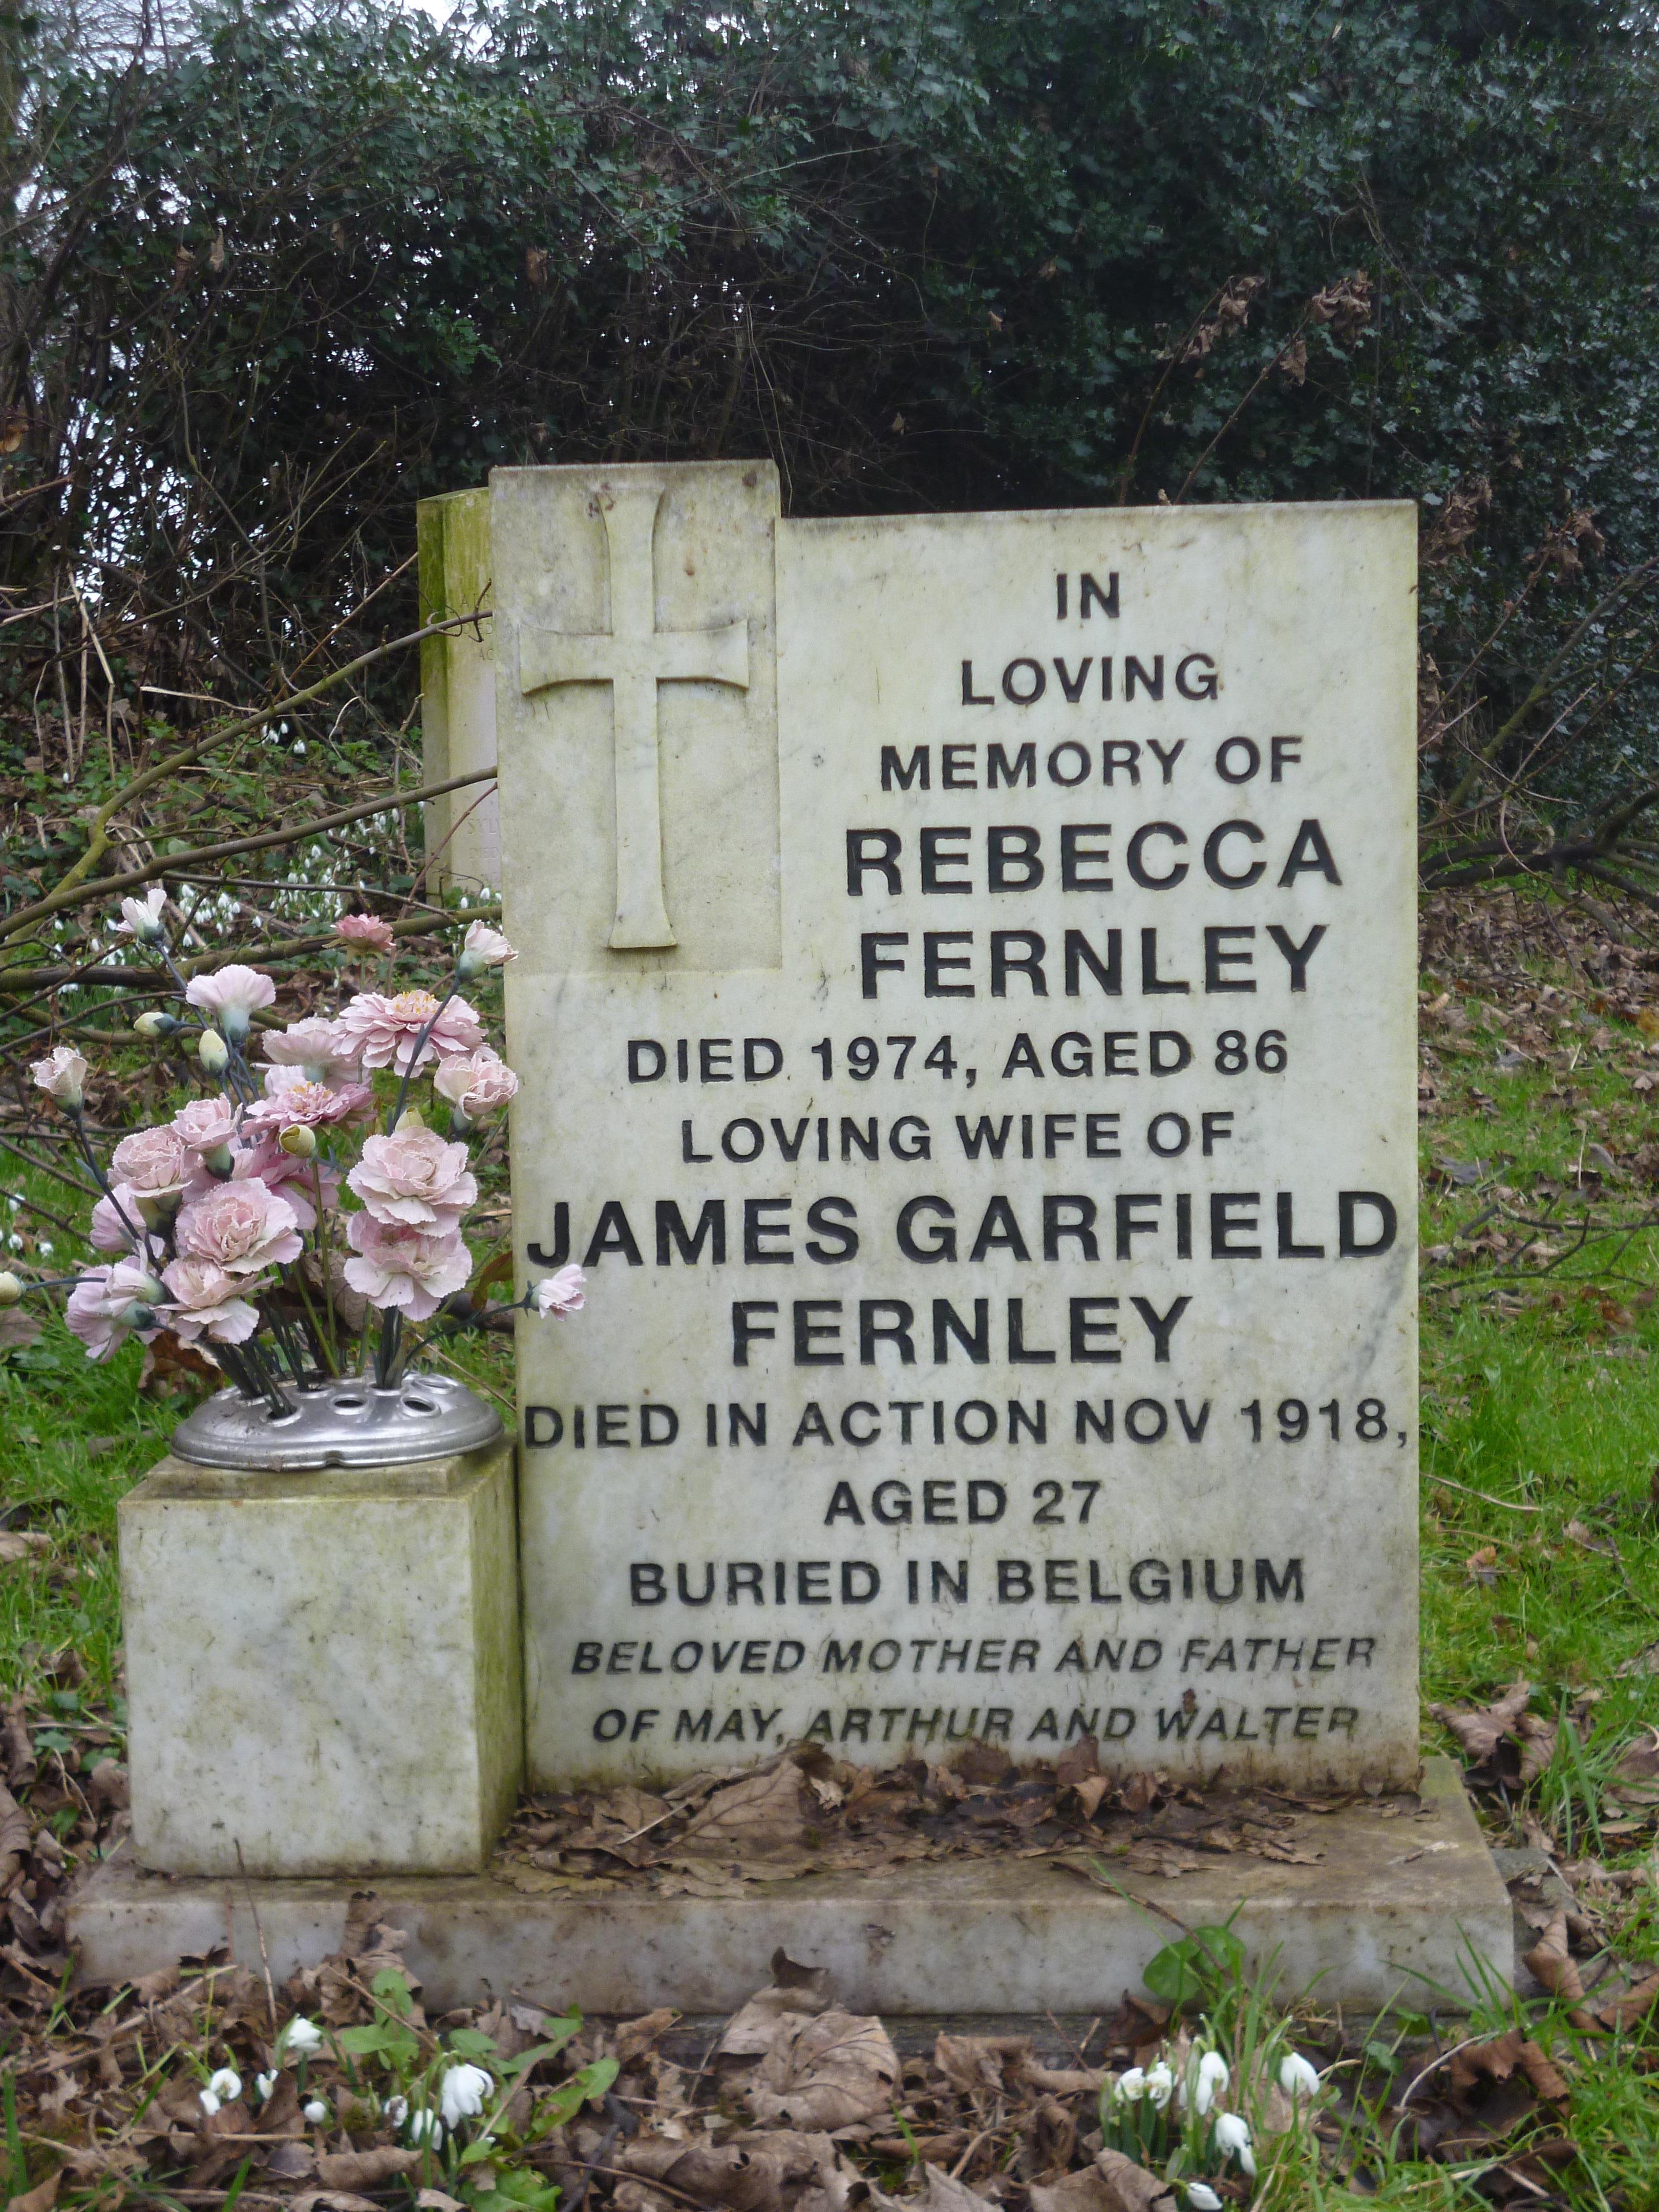 IN
LOVING
MEMORY OF
REBECCA
FERNLEY
DIED 1974, AGED 86
LOVING WIFE OF
JAMES GARFIELD
FERNLEY
DIED IN ACTION NOV 1918,
AGED 27
BURIED IN BELGIUM
BELOVED MOTHER AND FATHER
OF MAY, ARTHUR AND WALTER